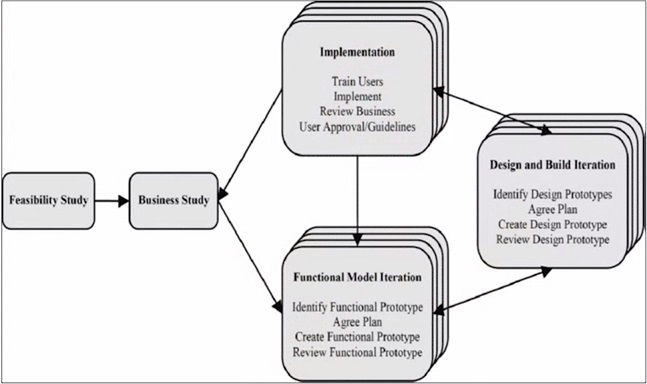 Implementation
Train Users
Implement
Review Business
User Approval/Guidelines
Feasibility Study
Business Study
Design and Build Iteration
Identify Design Prototypes
Agree Plan
Create Design Prototype
Review Design Prototype
Functional Model Iteration
Identify Functional Prototype
Agree Plan
Create Functional Prototype
Review Functional Prototype